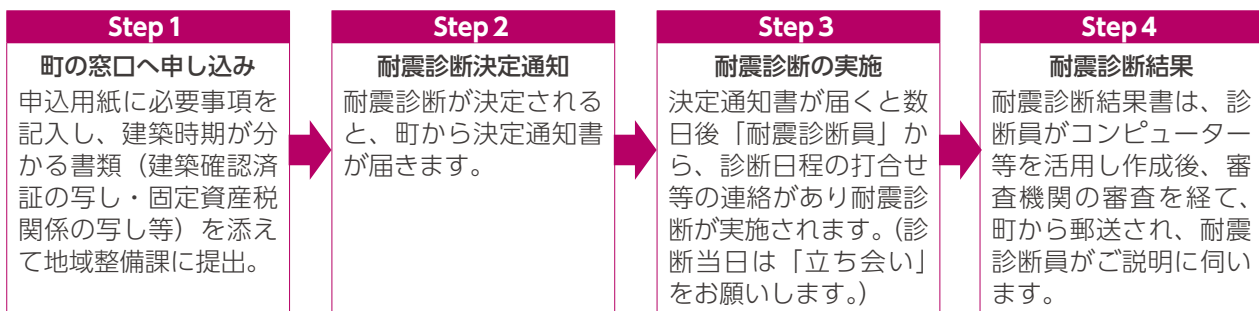 Step 1
町の窓口へ申し込み
申込用紙に必要事項を
記入し、建築時期が分
かる書類（建築確認済
証の写し・固定資産税
関係の写し等）を添え
て地域整備課に提出。
Step 2
耐震診断決定通知
耐震診断が決定される
と、町から決定通知書
が届きます。
Step 3
耐震診断の実施
決定通知書が届くと数
日後「耐震診断員」か
ら、診断日程の打合せ
等の連絡があり耐震診
断が実施されます。（診
断当日は「立ち会い」
をお願いします。）
Step 4
耐震診断結果
耐震診断結果書は、診
断員がコンピューター
等を活用し作成後、審
査機関の審査を経て、
町から郵送され、耐震
診断員がご説明に伺い
ます。